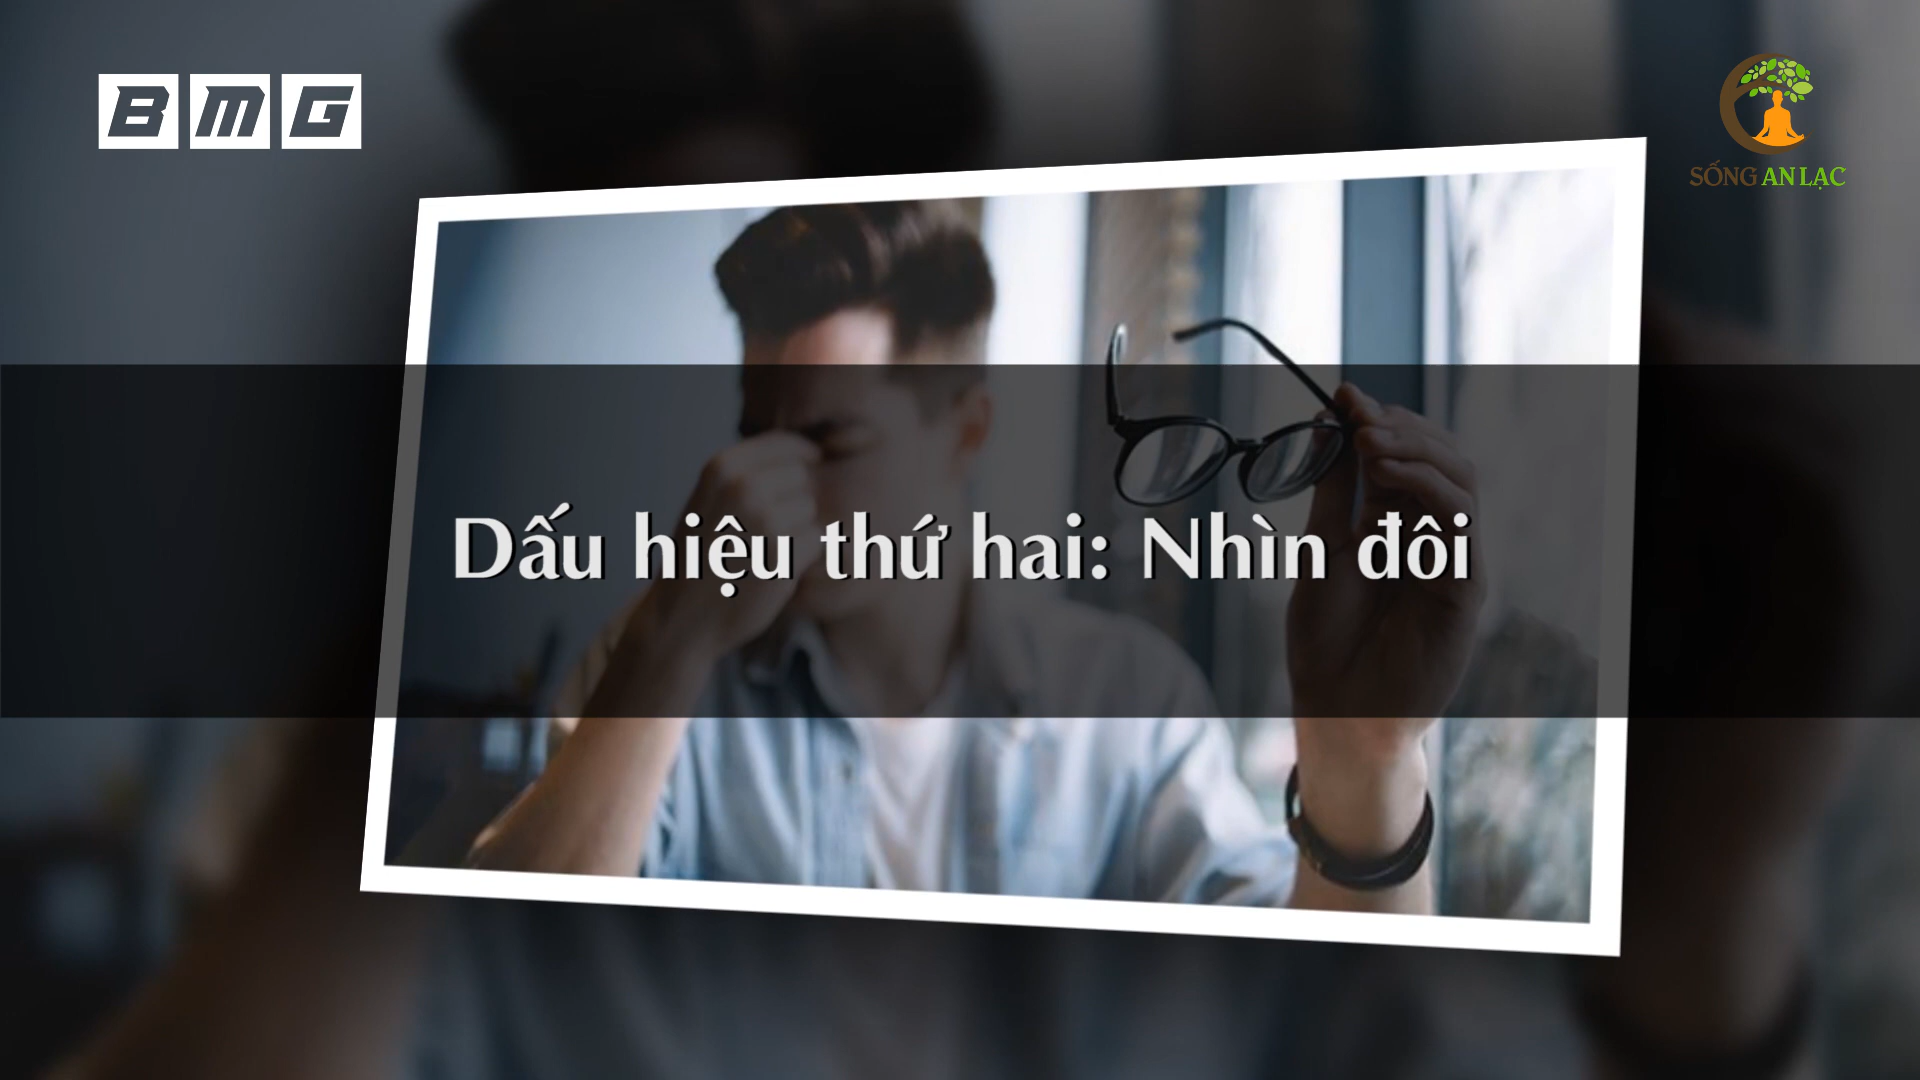 BMG
SỐNG AN LẠC
Dấu hiệu thứ hai: Nhìn đôi